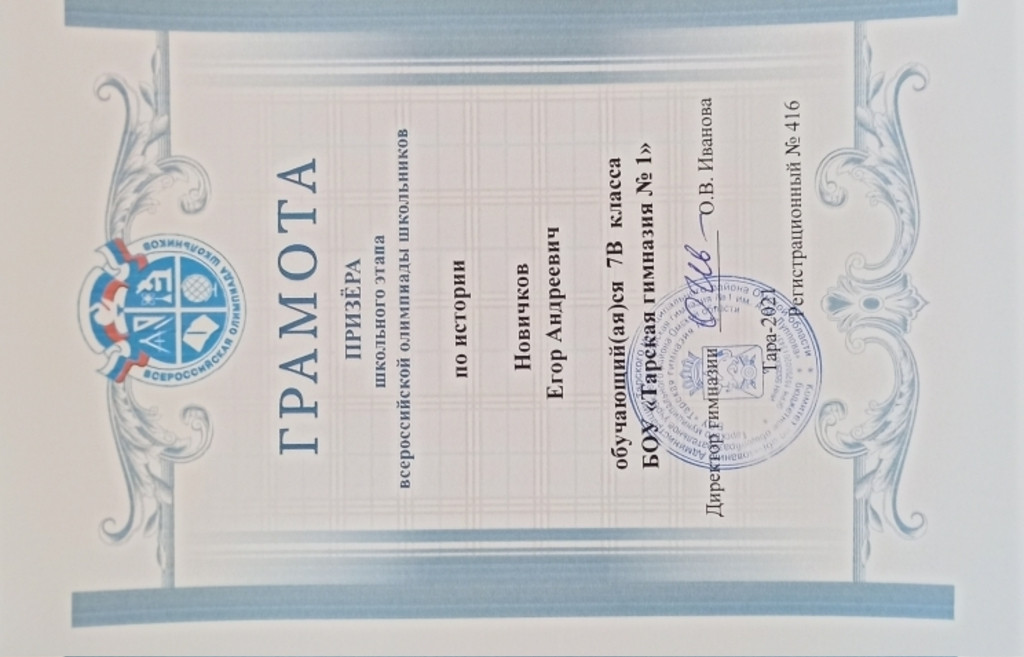 ВСЕРОССИЙСКАЯ ОЛИМПИАДА ШКОЛЬНИКОВ
ГРАМОТА
ПРИЗЁРА
школьного этапа
всероссийской олимпиады школьников
по истории
Новичков
Егор Андреевич
обучающий(ая)ся 7В класса
БОУ «Тарская гимназия № 1»
Директор гимназии О.В. Иванова
Тара-2021
Регистрационный № 416